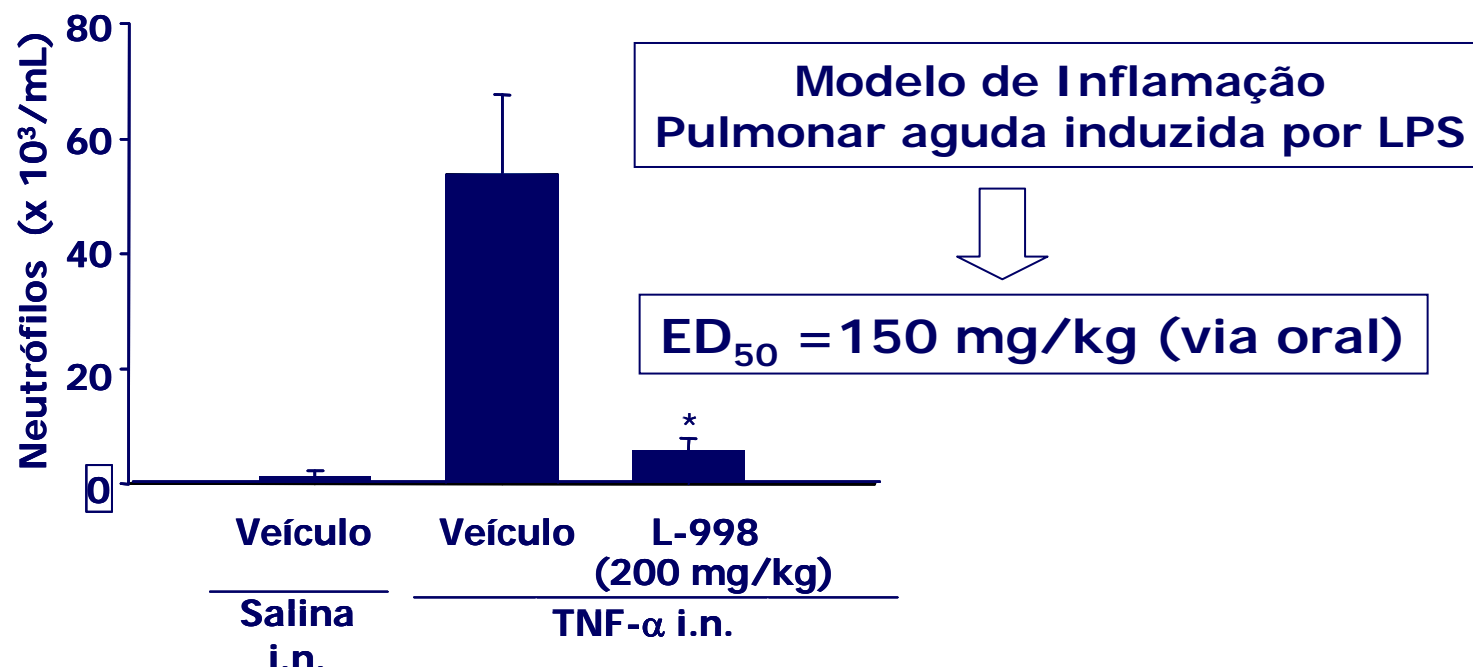 80
60
40
20
0
Neutrófilos (x 10³/mL)
Modelo de Inflamação
Pulmonar aguda induzida por LPS
ED₅₀ =150 mg/kg (via oral)
*
Veículo
Veículo
L-998
(200 mg/kg)
Salina
i.n.
TNF-α i.n.